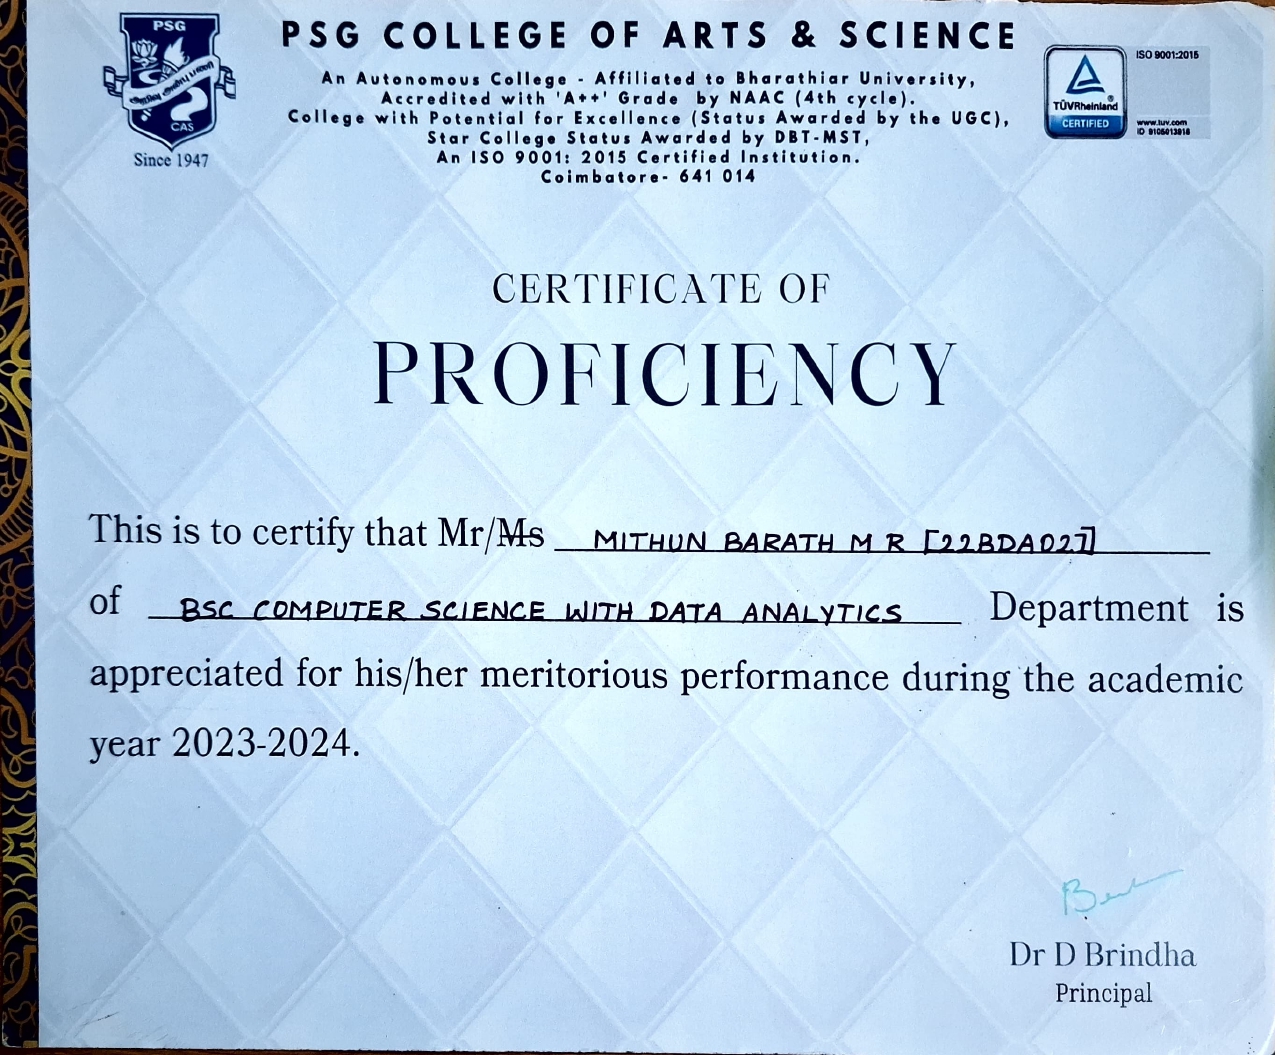 PSG
CAS
Since 1947
PSG COLLEGE OF ARTS & SCIENCE
An Autonomous College - Affiliated to Bharathiar University,
Accredited with 'A++' Grade by NAAC (4th cycle).
College with Potential for Excellence (Status Awarded by the UGC),
Star College Status Awarded by DBT-MST,
An ISO 9001: 2015 Certified Institution.
Coimbatore- 641 014
TÜVRheinland®
CERTIFIED
ISO 9001:2015
www.tuv.com
ID 9105013918
CERTIFICATE OF
PROFICIENCY
This is to certify that Mr/Ms MITHUN BARATH M R [22BDA027]
of BSC COMPUTER SCIENCE WITH DATA ANALYTICS Department is
appreciated for his/her meritorious performance during the academic
year 2023-2024.
Dr D Brindha
Principal